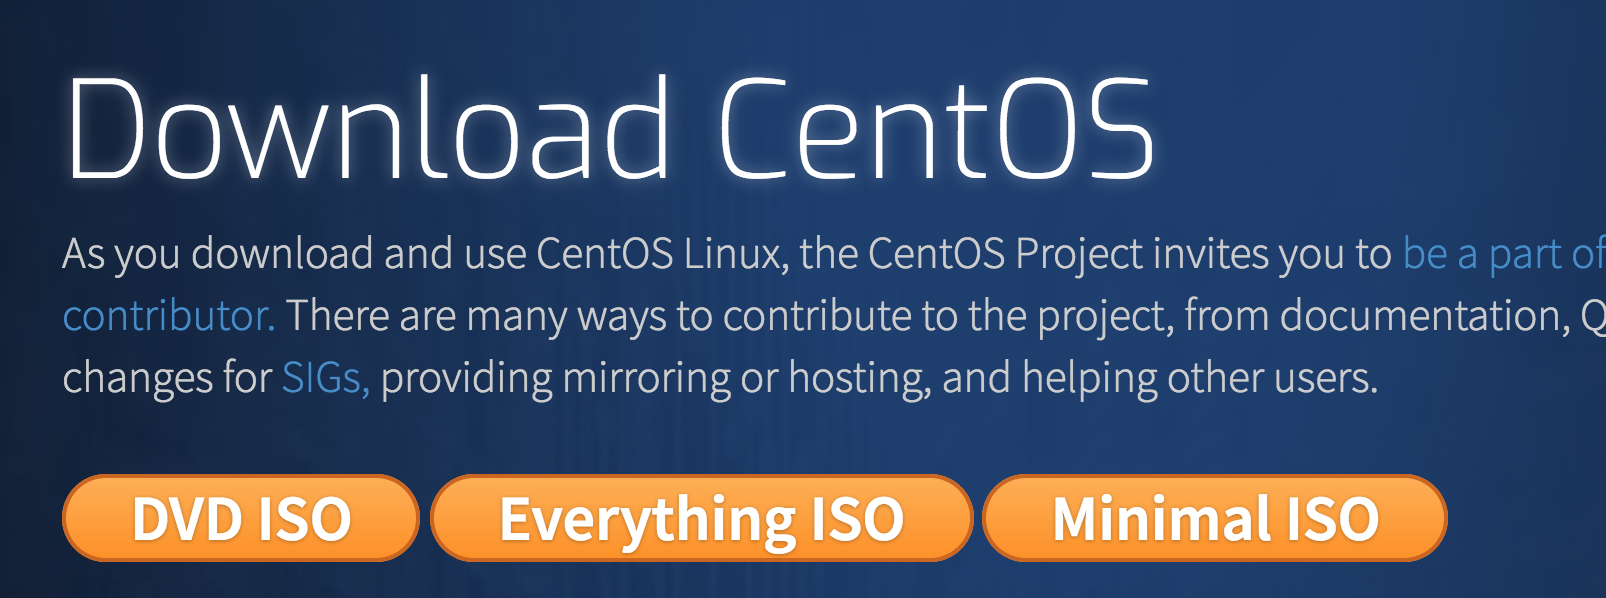 Download CentOS
As you download and use CentOS Linux, the CentOS Project invites you to be a part of
contributor. There are many ways to contribute to the project, from documentation, Q
changes for SIGs, providing mirroring or hosting, and helping other users.
DVD ISO Everything ISO Minimal ISO